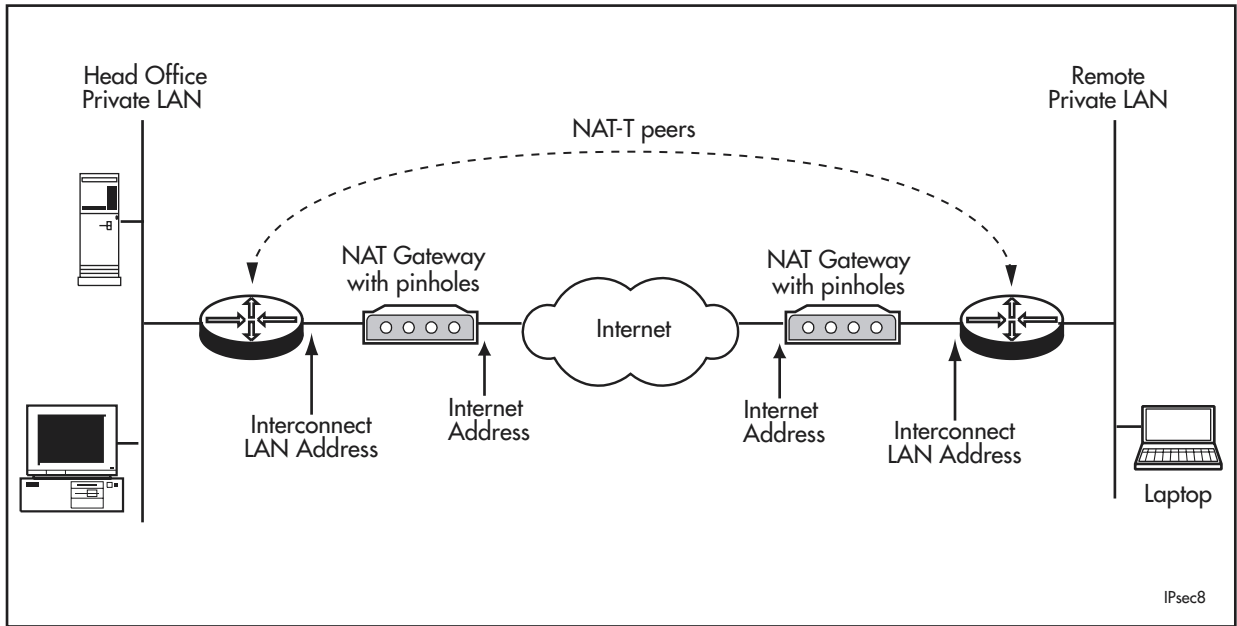 Head Office
Private LAN
Remote
Private LAN
NAT-T peers
NAT Gateway
with pinholes
NAT Gateway
with pinholes
Internet
Interconnect
LAN Address
Internet
Address
Internet
Address
Interconnect
LAN Address
Laptop
IPsec8